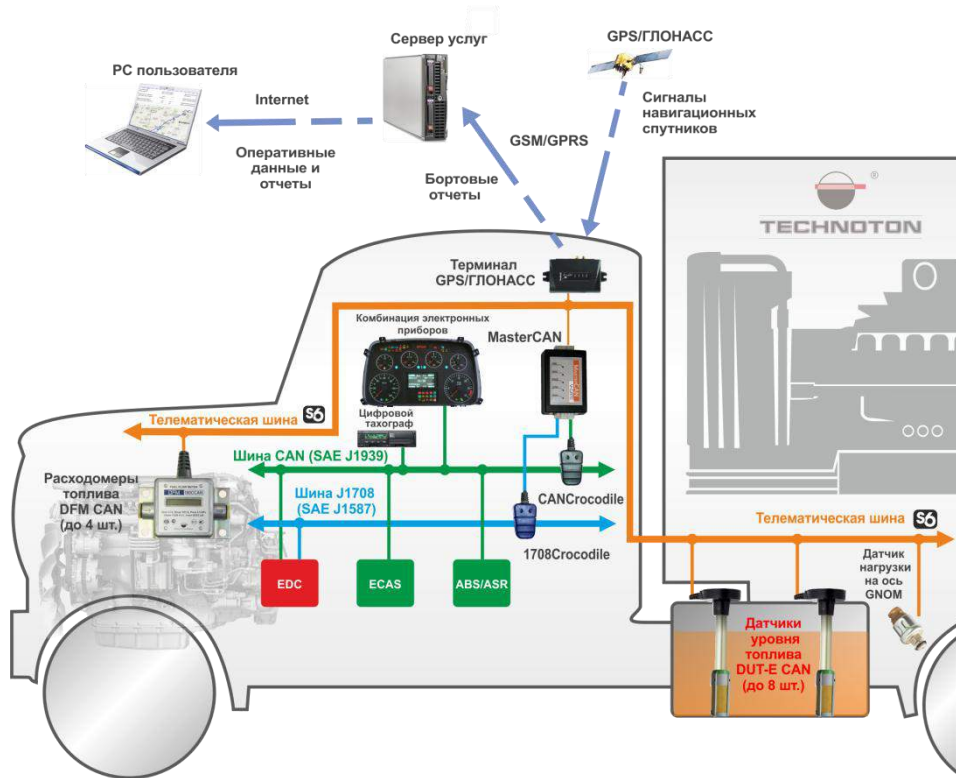 Сервер услуг
GPS/ГЛОНАСС
PC пользователя
Internet
Сигналы
навигационных
спутников
GSM/GPRS
Оперативные
данные и
отчеты
Бортовые
отчеты
®
TECHNOTON
Терминал
GPS/ГЛОНАСС
Комбинация электронных
приборов
MasterCAN
Телематическая шина S6
Цифровой
тахограф
Шина CAN (SAE J1939)
Расходомеры
топлива
DFM CAN
(до 4 шт.)
DFM
CANCrocodile
Шина J1708
(SAE J1587)
1708Crocodile
Телематическая шина S6
EDC
ECAS
ABS/ASR
Датчик
нагрузки
на ось
GNOM
Датчики
уровня
топлива
DUT-E CAN
(до 8 шт.)